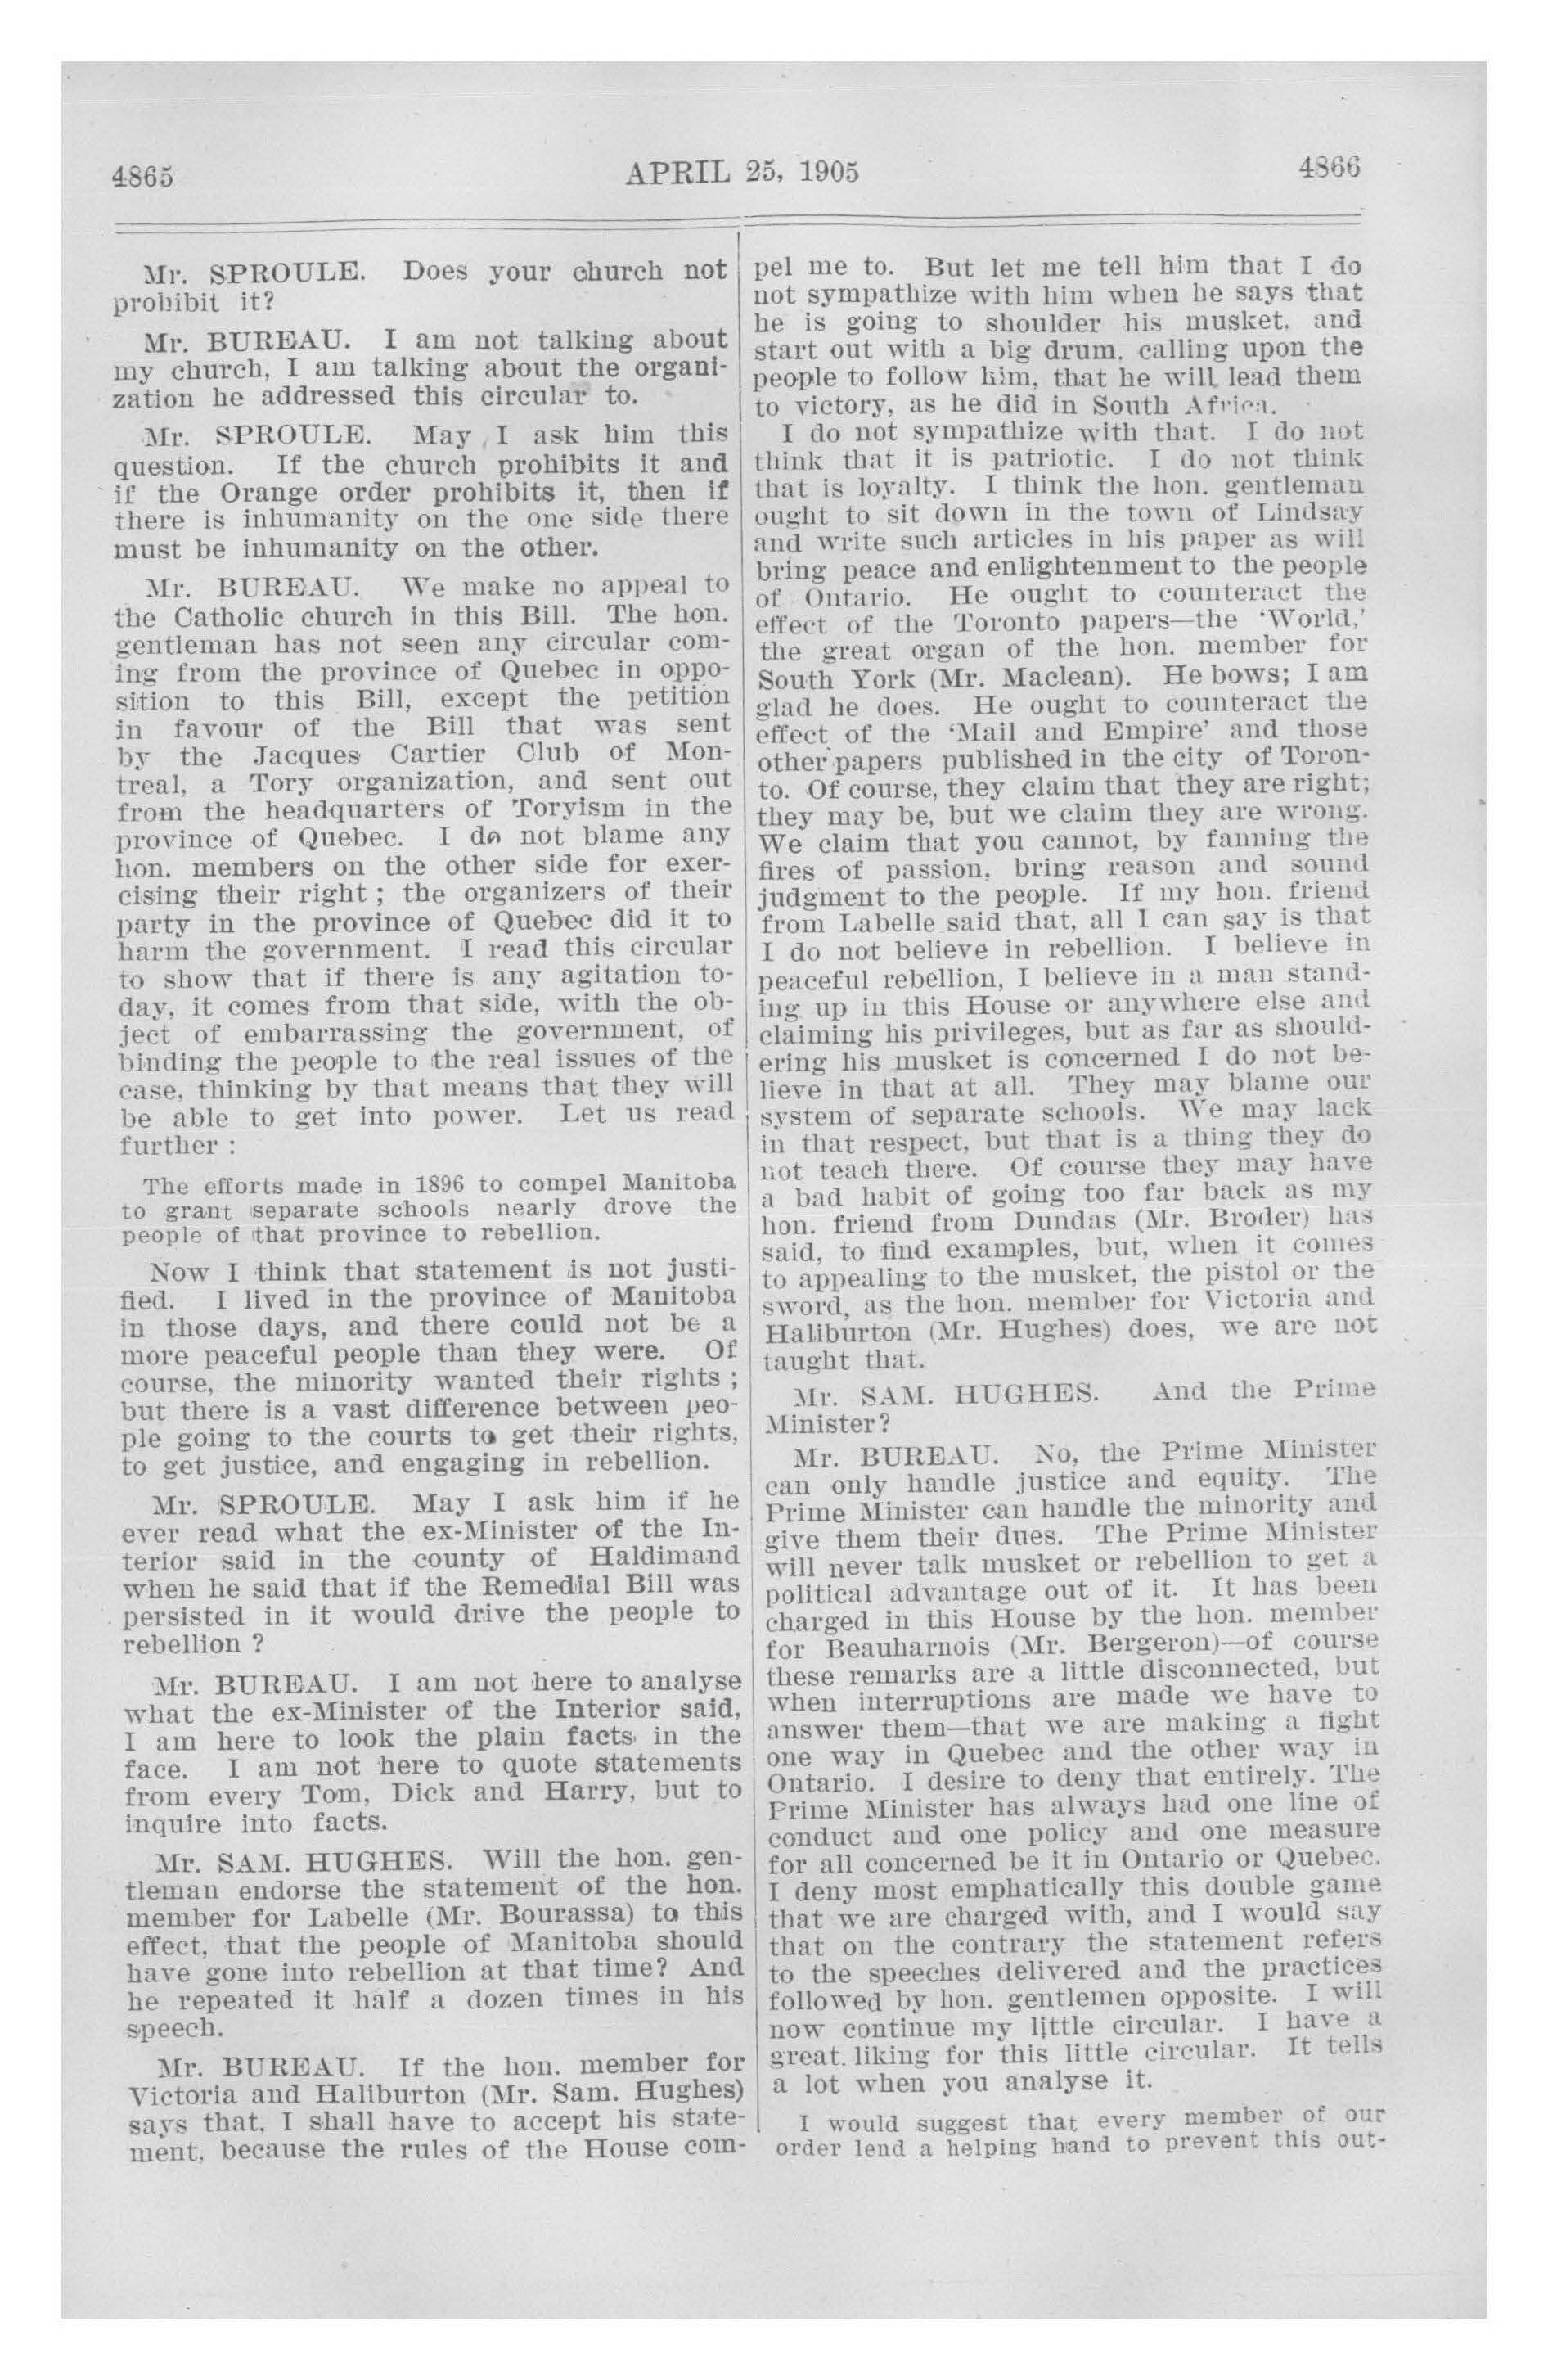 4865
APRIL 25, 1905
4866
Mr. SPROULE. Does your church not
prohibit it?
Mr. BUREAU. I am not talking about
my church, I am talking about the organi-
zation he addressed this circular to.
Mr. SPROULE. May I ask him this
question. If the church prohibits it and
if the Orange order prohibits it, then if
there is inhumanity on the one side there
must be inhumanity on the other.
Mr. BUREAU. We make no appeal to
the Catholic church in this Bill. The hon.
gentleman has not seen any circular com-
ing from the province of Quebec in oppo-
sition to this Bill, except the petition
in favour of the Bill that was sent
by the Jacques Cartier Club of Mon-
treal, a Tory organization, and sent out
from the headquarters of Toryism in the
province of Quebec. I do not blame any
hon. members on the other side for exer-
cising their right ; the organizers of their
party in the province of Quebec did it to
harm the government. I read this circular
to show that if there is any agitation to-
day, it comes from that side, with the ob-
ject of embarrassing the government, of
binding the people to the real issues of the
case, thinking by that means that they will
be able to get into power. Let us read
further :
The efforts made in 1896 to compel Manitoba
to grant separate schools nearly drove the
people of that province to rebellion.
Now I think that statement is not justi-
fied. I lived in the province of Manitoba
in those days, and there could not be a
more peaceful people than they were. Of
course, the minority wanted their rights ;
but there is a vast difference between peo-
ple going to the courts to get their rights,
to get justice, and engaging in rebellion.
Mr. SPROULE. May I ask him if he
ever read what the ex-Minister of the In-
terior said in the county of Haldimand
when he said that if the Remedial Bill was
persisted in it would drive the people to
rebellion ?
Mr. BUREAU. I am not here to analyse
what the ex-Minister of the Interior said,
I am here to look the plain facts in the
face. I am not here to quote statements
from every Tom, Dick and Harry, but to
inquire into facts.
Mr. SAM. HUGHES. Will the hon. gen-
tleman endorse the statement of the hon.
member for Labelle (Mr. Bourassa) to this
effect, that the people of Manitoba should
have gone into rebellion at that time? And
he repeated it half a dozen times in his
speech.
Mr. BUREAU. If the hon. member for
Victoria and Haliburton (Mr. Sam. Hughes)
says that, I shall have to accept his state-
ment, because the rules of the House com-
pel me to. But let me tell him that I do
not sympathize with him when he says that
he is going to shoulder his musket, and
start out with a big drum, calling upon the
people to follow him, that he will lead them
to victory, as he did in South Africa.
I do not sympathize with that. I do not
think that it is patriotic. I do not think
that is loyalty. I think the hon. gentleman
ought to sit down in the town of Lindsay
and write such articles in his paper as will
bring peace and enlightenment to the people
of Ontario. He ought to counteract the
effect of the Toronto papers—the 'World,'
the great organ of the hon. member for
South York (Mr. Maclean). He bows; I am
glad he does. He ought to counteract the
effect of the 'Mail and Empire' and those
other papers published in the city of Toron-
to. Of course, they claim that they are right;
they may be, but we claim they are wrong.
We claim that you cannot, by fanning the
fires of passion, bring reason and sound
judgment to the people. If my hon. friend
from Labelle said that, all I can say is that
I do not believe in rebellion. I believe in
peaceful rebellion, I believe in a man stand-
ing up in this House or anywhere else and
claiming his privileges, but as far as should-
ering his musket is concerned I do not be-
lieve in that at all. They may blame our
system of separate schools. We may lack
in that respect, but that is a thing they do
not teach there. Of course they may have
a bad habit of going too far back as my
hon. friend from Dundas (Mr. Broder) has
said, to find examples, but, when it comes
to appealing to the musket, the pistol or the
sword, as the hon. member for Victoria and
Haliburton (Mr. Hughes) does, we are not
taught that.
Mr. SAM. HUGHES. And the Prime
Minister?
Mr. BUREAU. No, the Prime Minister
can only handle justice and equity. The
Prime Minister can handle the minority and
give them their dues. The Prime Minister
will never talk musket or rebellion to get a
political advantage out of it. It has been
charged in this House by the hon. member
for Beauharnois (Mr. Bergeron)—of course
these remarks are a little disconnected, but
when interruptions are made we have to
answer them—that we are making a fight
one way in Quebec and the other way in
Ontario. I desire to deny that entirely. The
Prime Minister has always had one line of
conduct and one policy and one measure
for all concerned be it in Ontario or Quebec.
I deny most emphatically this double game
that we are charged with, and I would say
that on the contrary the statement refers
to the speeches delivered and the practices
followed by hon. gentlemen opposite. I will
now continue my little circular. I have a
great liking for this little circular. It tells
a lot when you analyse it.
I would suggest that every member of our
order lend a helping hand to prevent this out-